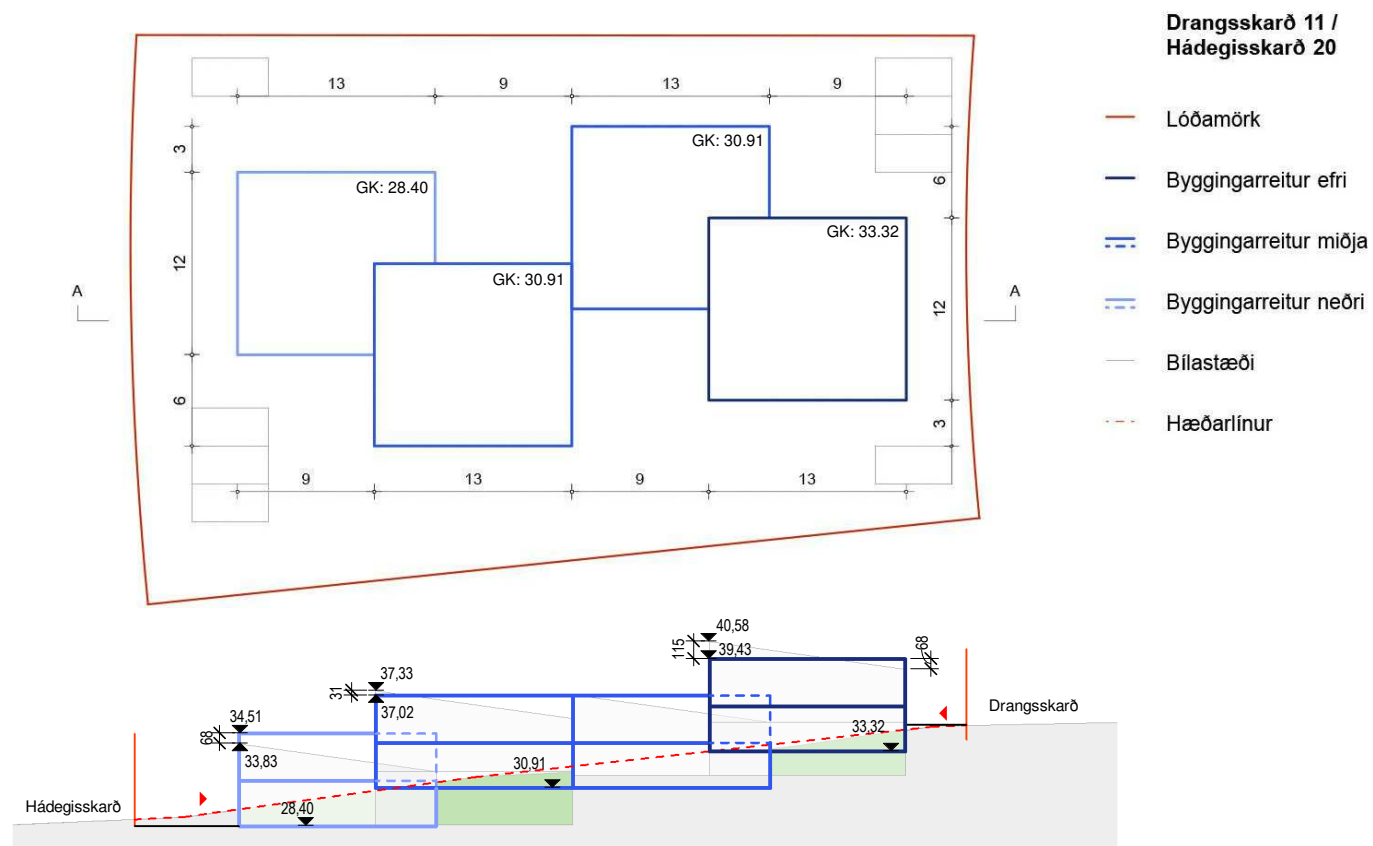 Drangsskarð 11 /
Hádegisskarð 20
Lóðamörk
Byggingarreitur efri
Byggingarreitur miðja
Byggingarreitur neðri
Bílastæði
Hæðarlínur
13 9 13 9
3
12
6
6
12
3
GK: 28.40
GK: 30.91
GK: 30.91
GK: 33.32
A
A
9 13 9 13
40,58
115
39,43
68
37,33
31
37,02
34,51
68
33,83
33,32
30,91
28,40
Drangsskarð
Hádegisskarð